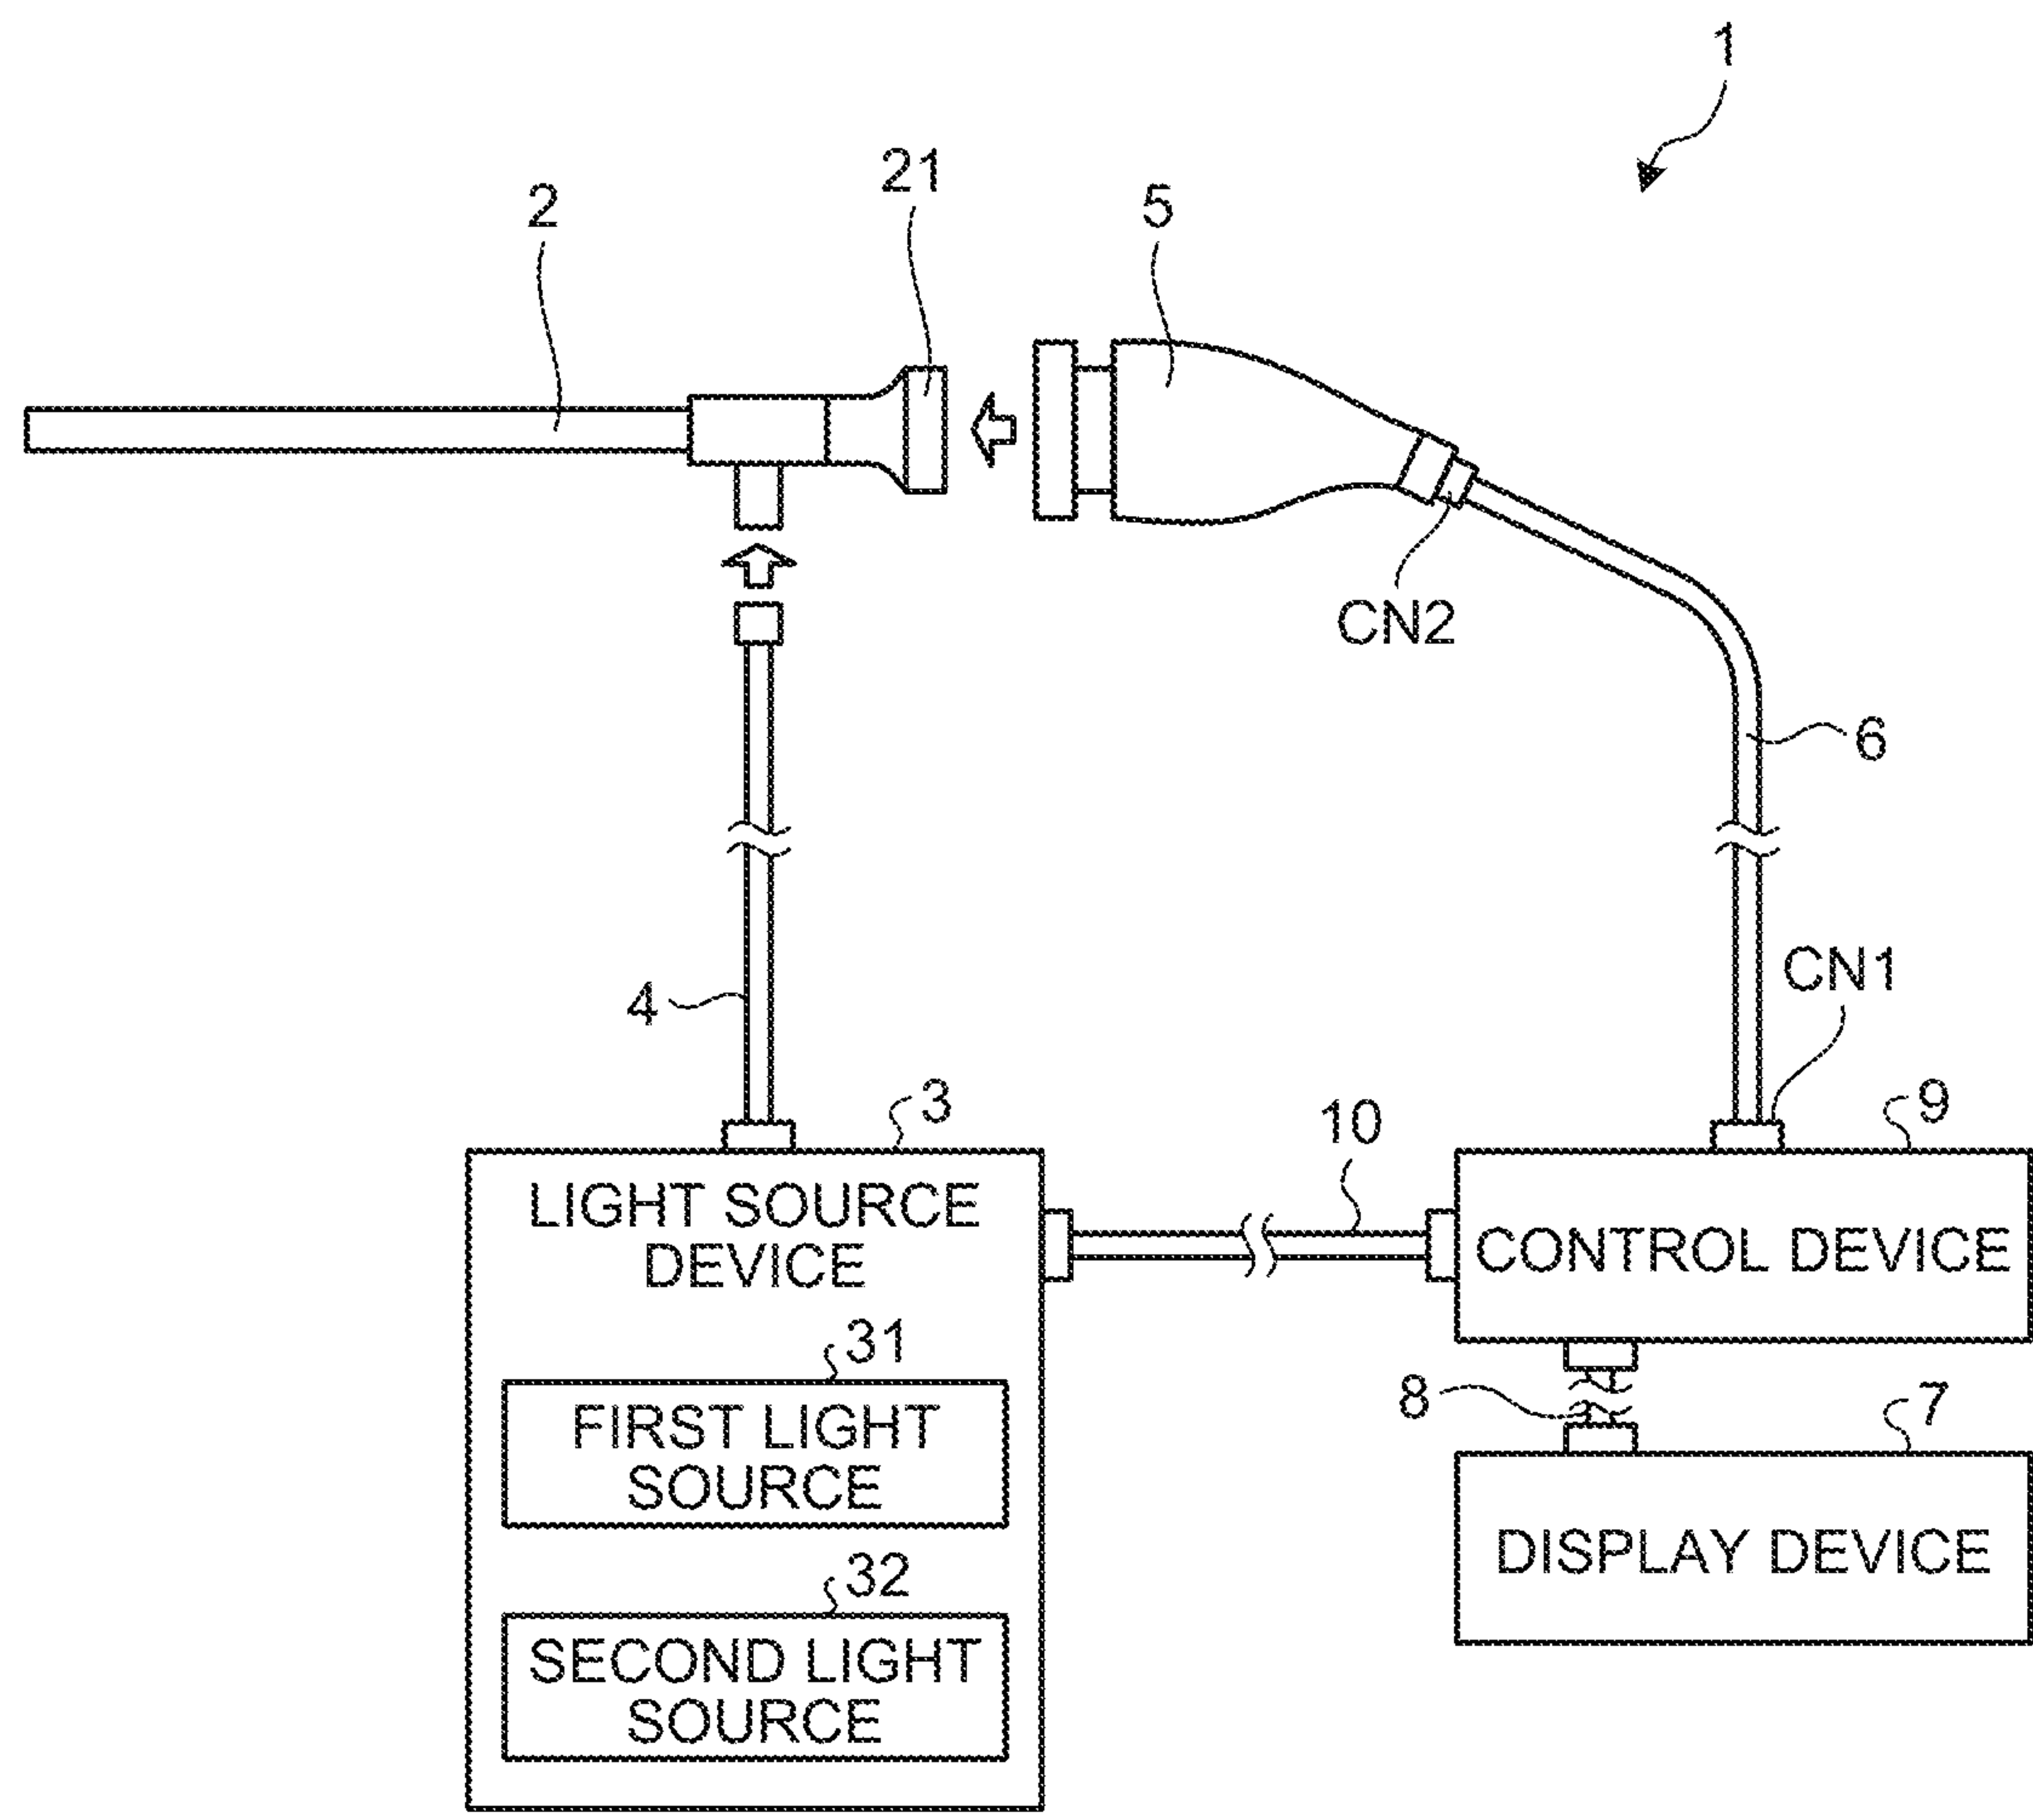 1
21
2
5
CN2
6
4
CN1
3
10
9
LIGHT SOURCE
DEVICE
CONTROL DEVICE
31
8
7
FIRST LIGHT
SOURCE
DISPLAY DEVICE
32
SECOND LIGHT
SOURCE